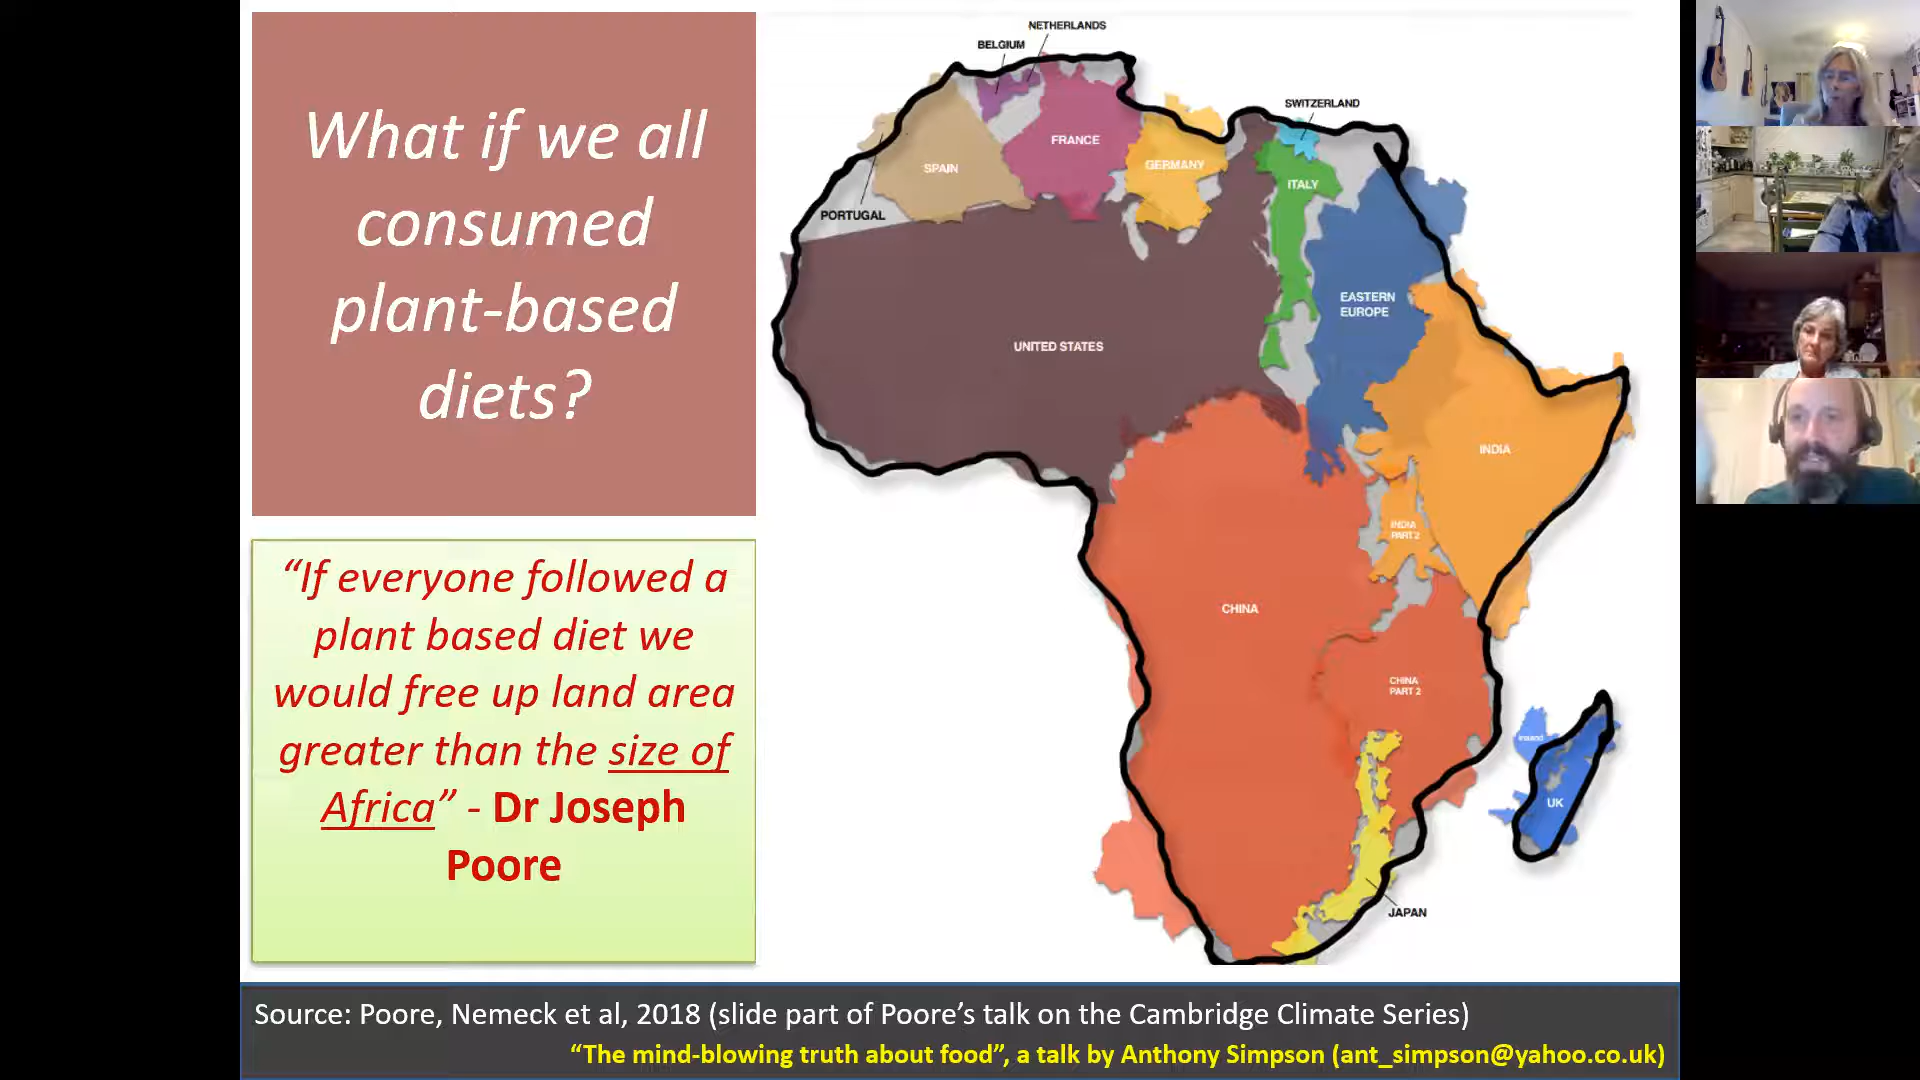 What if we all
consumed
plant-based
diets?
“If everyone followed a
plant based diet we
would free up land area
greater than the size of
Africa” - Dr Joseph
Poore
NETHERLANDS
BELGIUM
SWITZERLAND
FRANCE
GERMANY
SPAIN
ITALY
PORTUGAL
EASTERN
EUROPE
UNITED STATES
INDIA
INDIA
PART 2
CHINA
CHINA
PART 2
Ireland
UK
JAPAN
Source: Poore, Nemeck et al, 2018 (slide part of Poore’s talk on the Cambridge Climate Series)
“The mind-blowing truth about food”, a talk by Anthony Simpson (ant_simpson@yahoo.co.uk)